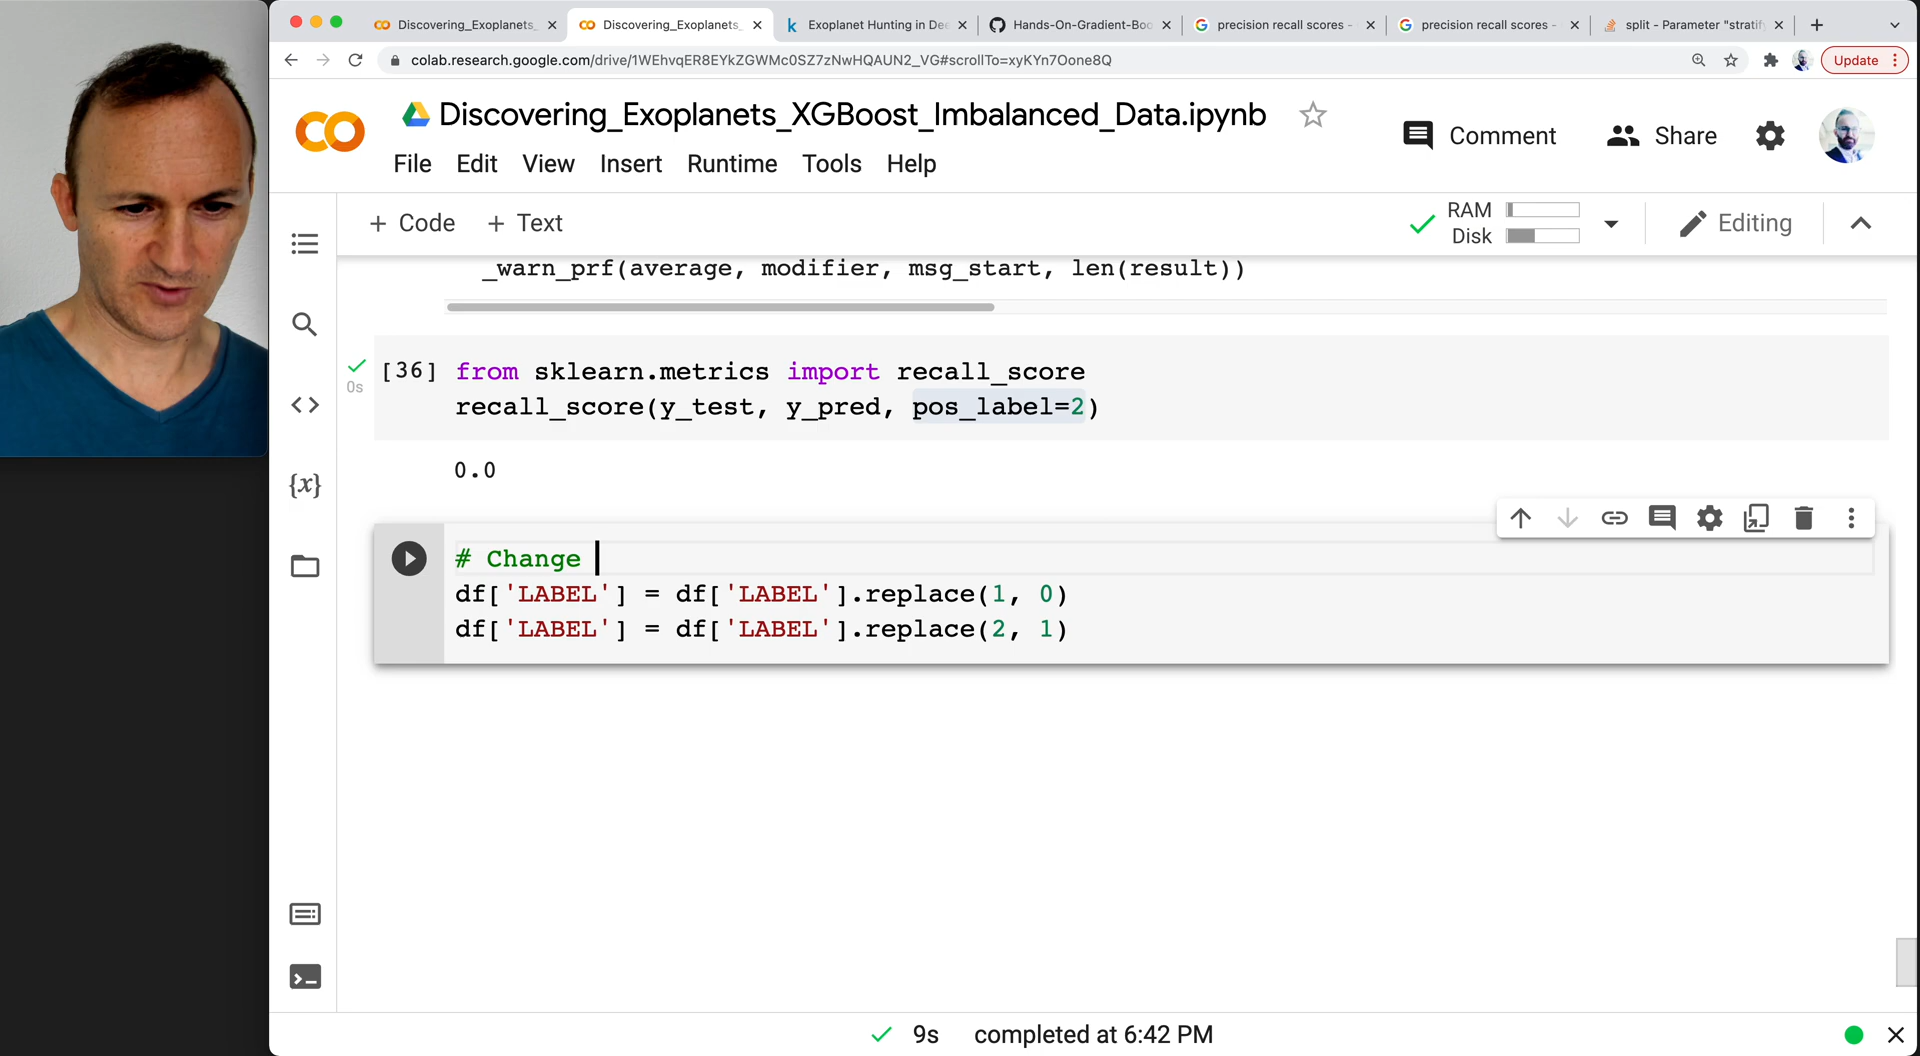 Discovering_Exoplanets_
Discovering_Exoplanets_
Exoplanet Hunting in Dee
Hands-On-Gradient-Boo
precision recall scores -
precision recall scores -
split - Parameter "stratify
colab.research.google.com/drive/1WEhvqER8EYkZGWMc0SZ7zNwHQAUN2_VG#scrollTo=xyKYn7Oone8Q
Update
Discovering_Exoplanets_XGBoost_Imbalanced_Data.ipynb
Comment
Share
File Edit View Insert Runtime Tools Help
+ Code + Text
RAM
Disk
Editing
_warn_prf(average, modifier, msg_start, len(result))
[36] from sklearn.metrics import recall_score
0s
recall_score(y_test, y_pred, pos_label=2)
0.0
# Change
df['LABEL'] = df['LABEL'].replace(1, 0)
df['LABEL'] = df['LABEL'].replace(2, 1)
9s completed at 6:42 PM